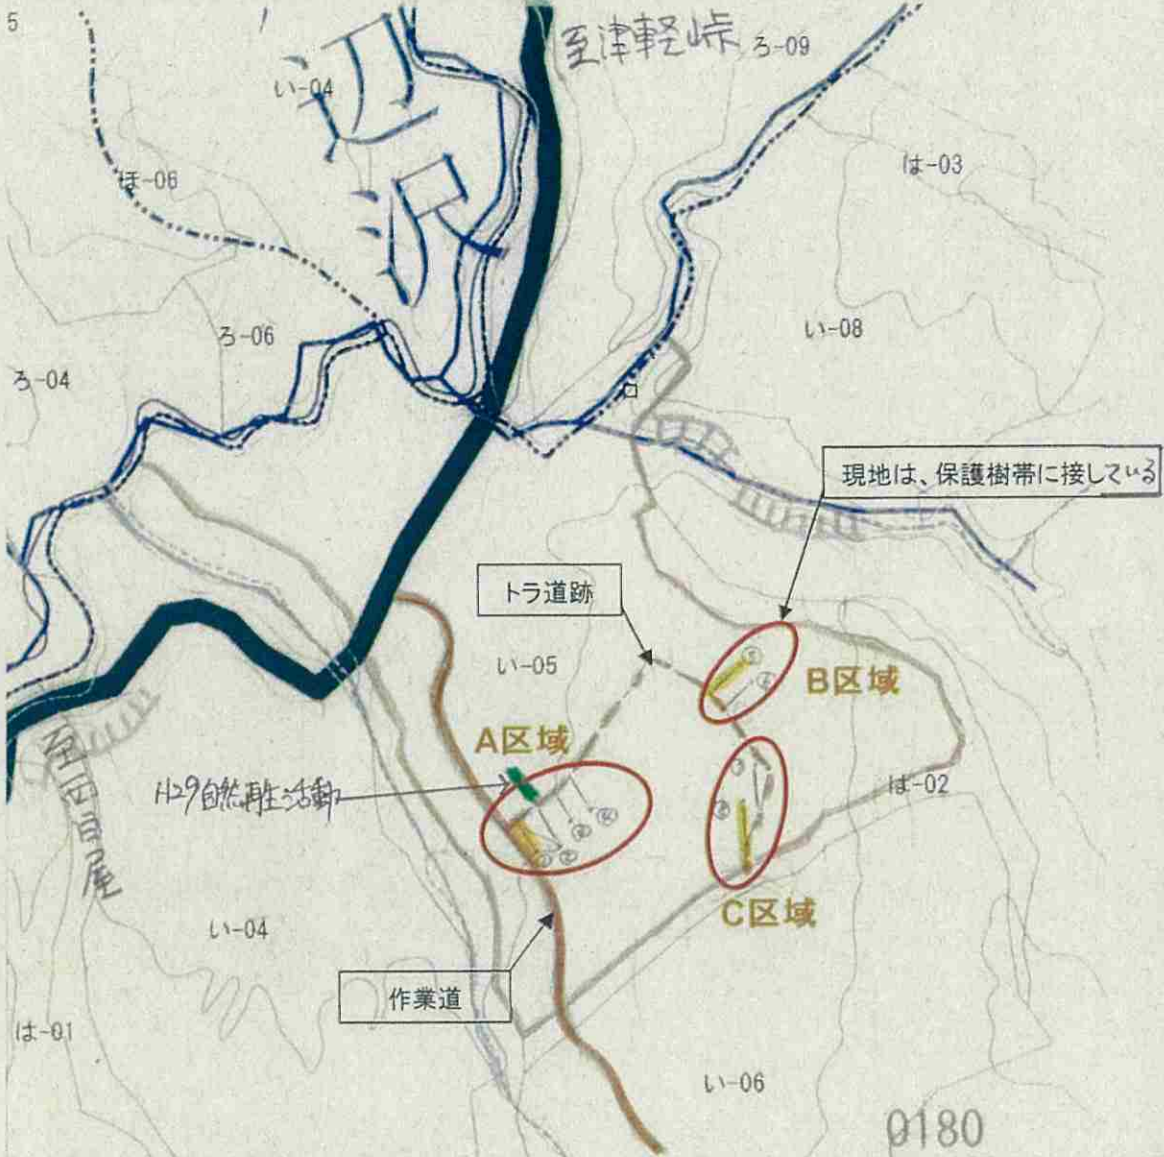 5
至津軽峠
ろ-09
い-04
沢
ほ-06
は-03
ろ-06
い-08
ろ-04
現地は、保護樹帯に接している
トラ道跡
い-05
B区域
A区域
H29自然再生活動
は-02
C区域
い-04
作業道
は-01
い-06
0180